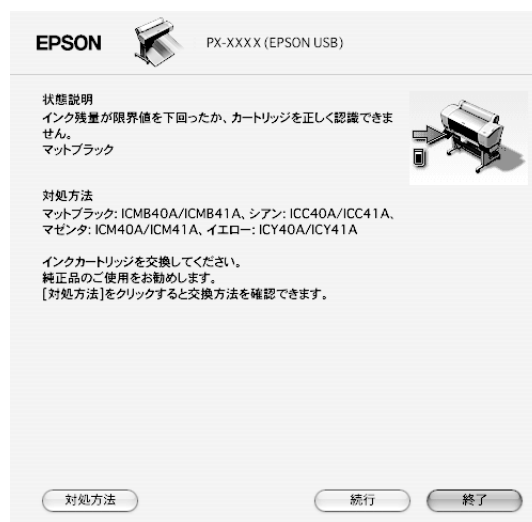 EPSON
PX-XXXX (EPSON USB)
状態説明
インク残量が限界値を下回ったか、カートリッジを正しく認識できま
せん。
マットブラック
対処方法
マットブラック: ICMB40A/ICMB41A、シアン: ICC40A/ICC41A、
マゼンタ: ICM40A/ICM41A、イエロー: ICY40A/ICY41A
インクカートリッジを交換してください。
純正品のご使用をお勧めします。
[対処方法]をクリックすると交換方法を確認できます。
対処方法
続行
終了